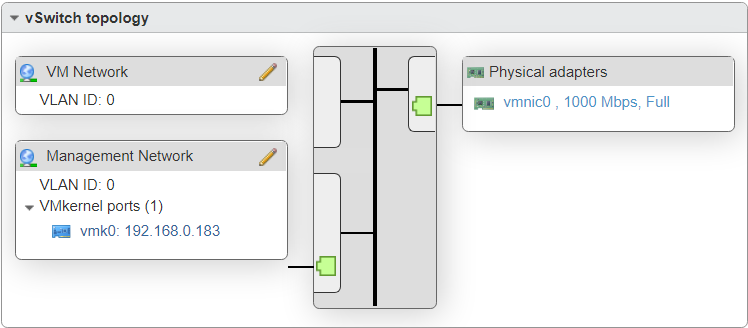 vSwitch topology
VM Network
VLAN ID: 0
Management Network
VLAN ID: 0
VMkernel ports (1)
vmk0: 192.168.0.183
Physical adapters
vmnic0 , 1000 Mbps, Full